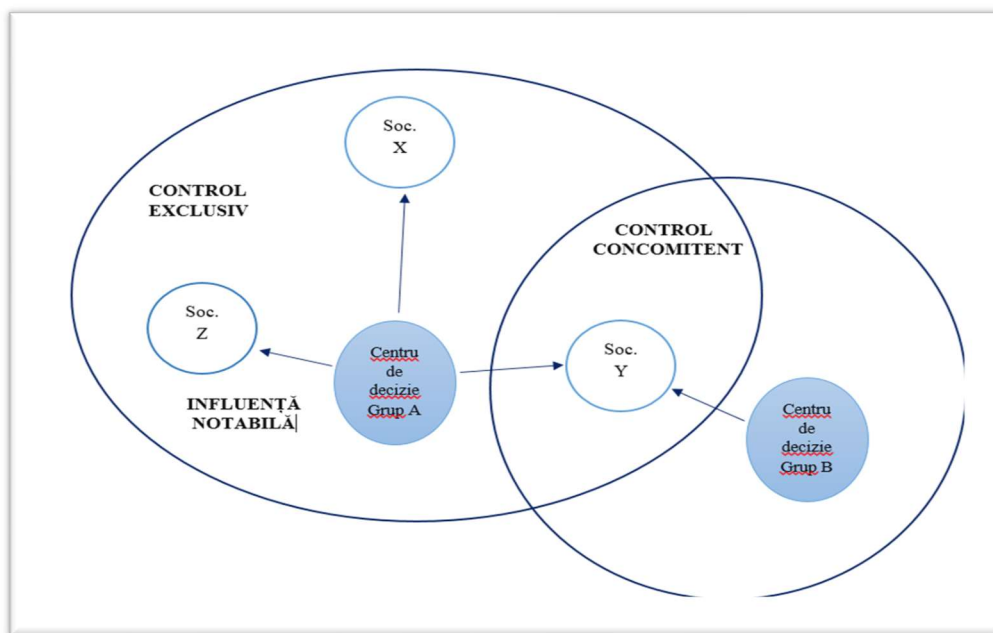 Soc.
X
CONTROL
EXCLUSIV
CONTROL
CONCOMITENT
Soc.
Z
Centru
de
decizie
Grup A
Soc.
Y
INFLUENȚĂ
NOTABILĂ
Centru
de
decizie
Grup B